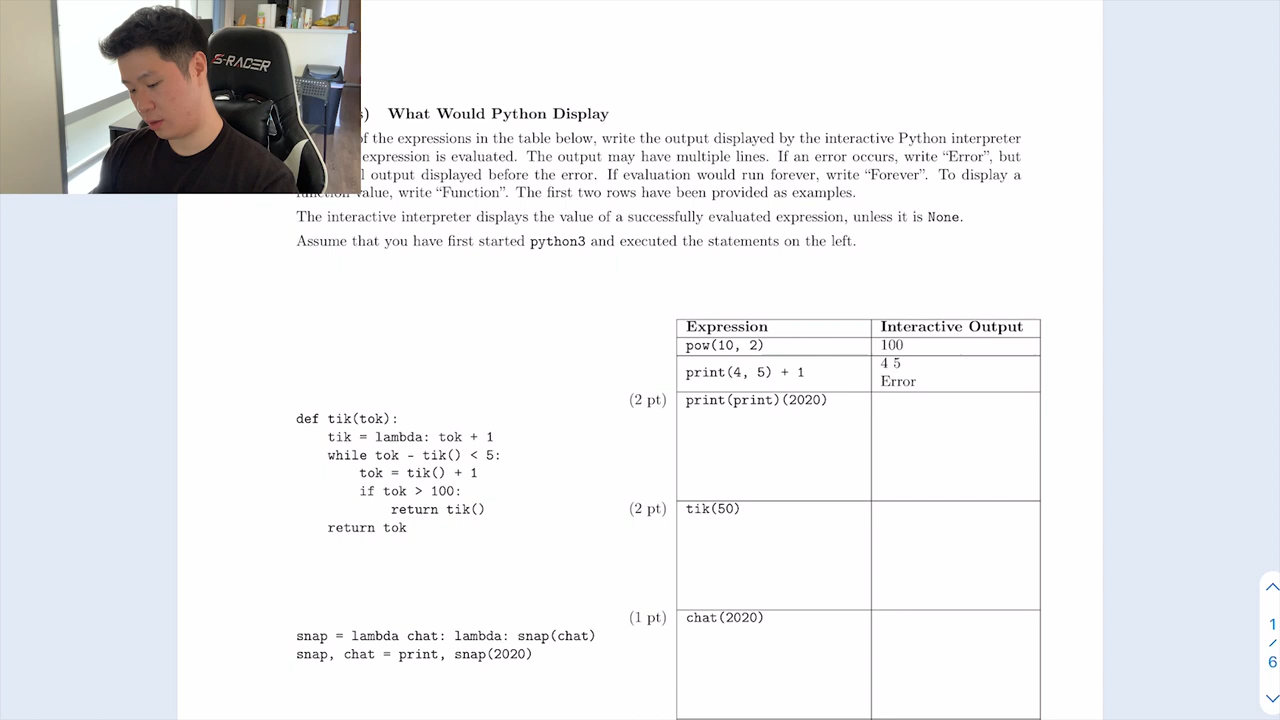 S-RACER
s) What Would Python Display
of the expressions in the table below, write the output displayed by the interactive Python interpreter
expression is evaluated. The output may have multiple lines. If an error occurs, write “Error”, but
l output displayed before the error. If evaluation would run forever, write “Forever”. To display a
function value, write “Function”. The first two rows have been provided as examples.
The interactive interpreter displays the value of a successfully evaluated expression, unless it is None.
Assume that you have first started python3 and executed the statements on the left.
Expression Interactive Output
pow(10, 2) 100
print(4, 5) + 1 4 5
Error
(2 pt) print(print)(2020)
def tik(tok):
tik = lambda: tok + 1
while tok - tik() < 5:
tok = tik() + 1
if tok > 100:
return tik()
return tok
(2 pt) tik(50)
(1 pt) chat(2020)
snap = lambda chat: lambda: snap(chat)
snap, chat = print, snap(2020)
1
/
6